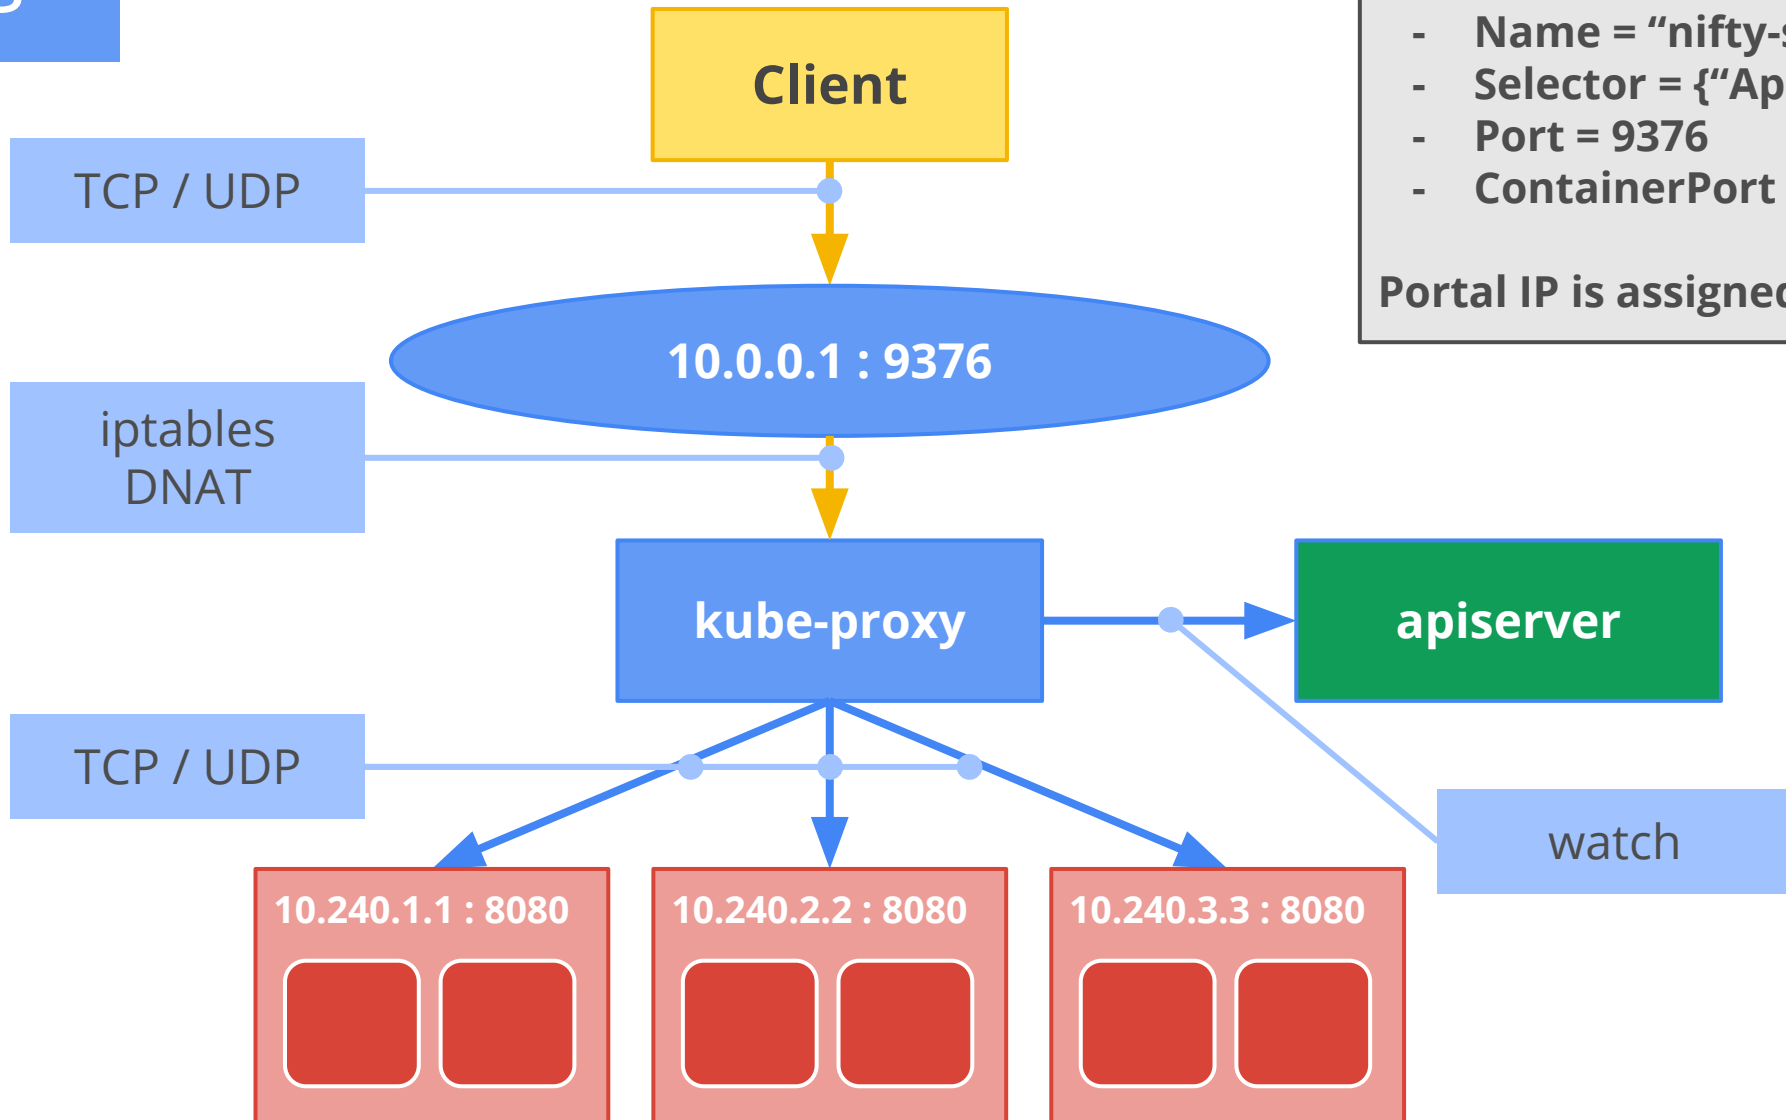 Client
- Name = “nifty-s
- Selector = {“Ap
- Port = 9376
- ContainerPort
Portal IP is assigned
TCP / UDP
10.0.0.1 : 9376
iptables
DNAT
kube-proxy
apiserver
TCP / UDP
watch
10.240.1.1 : 8080
10.240.2.2 : 8080
10.240.3.3 : 8080